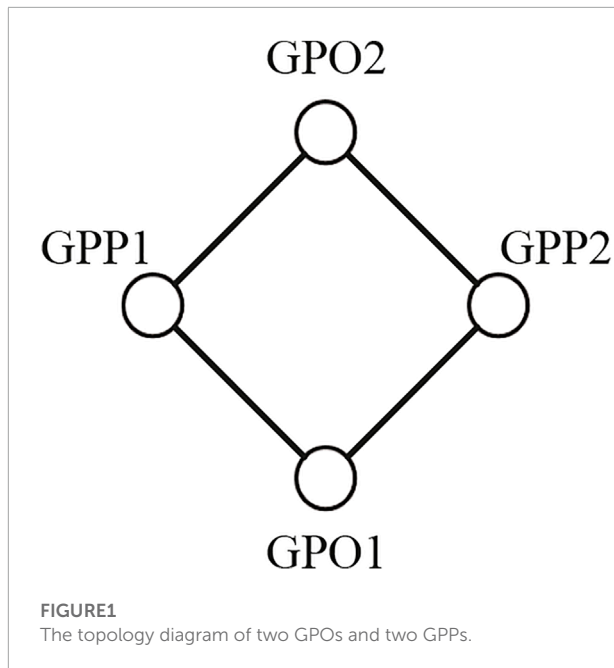 GPO2
GPP1
GPP2
GPO1
FIGURE1
The topology diagram of two GPOs and two GPPs.